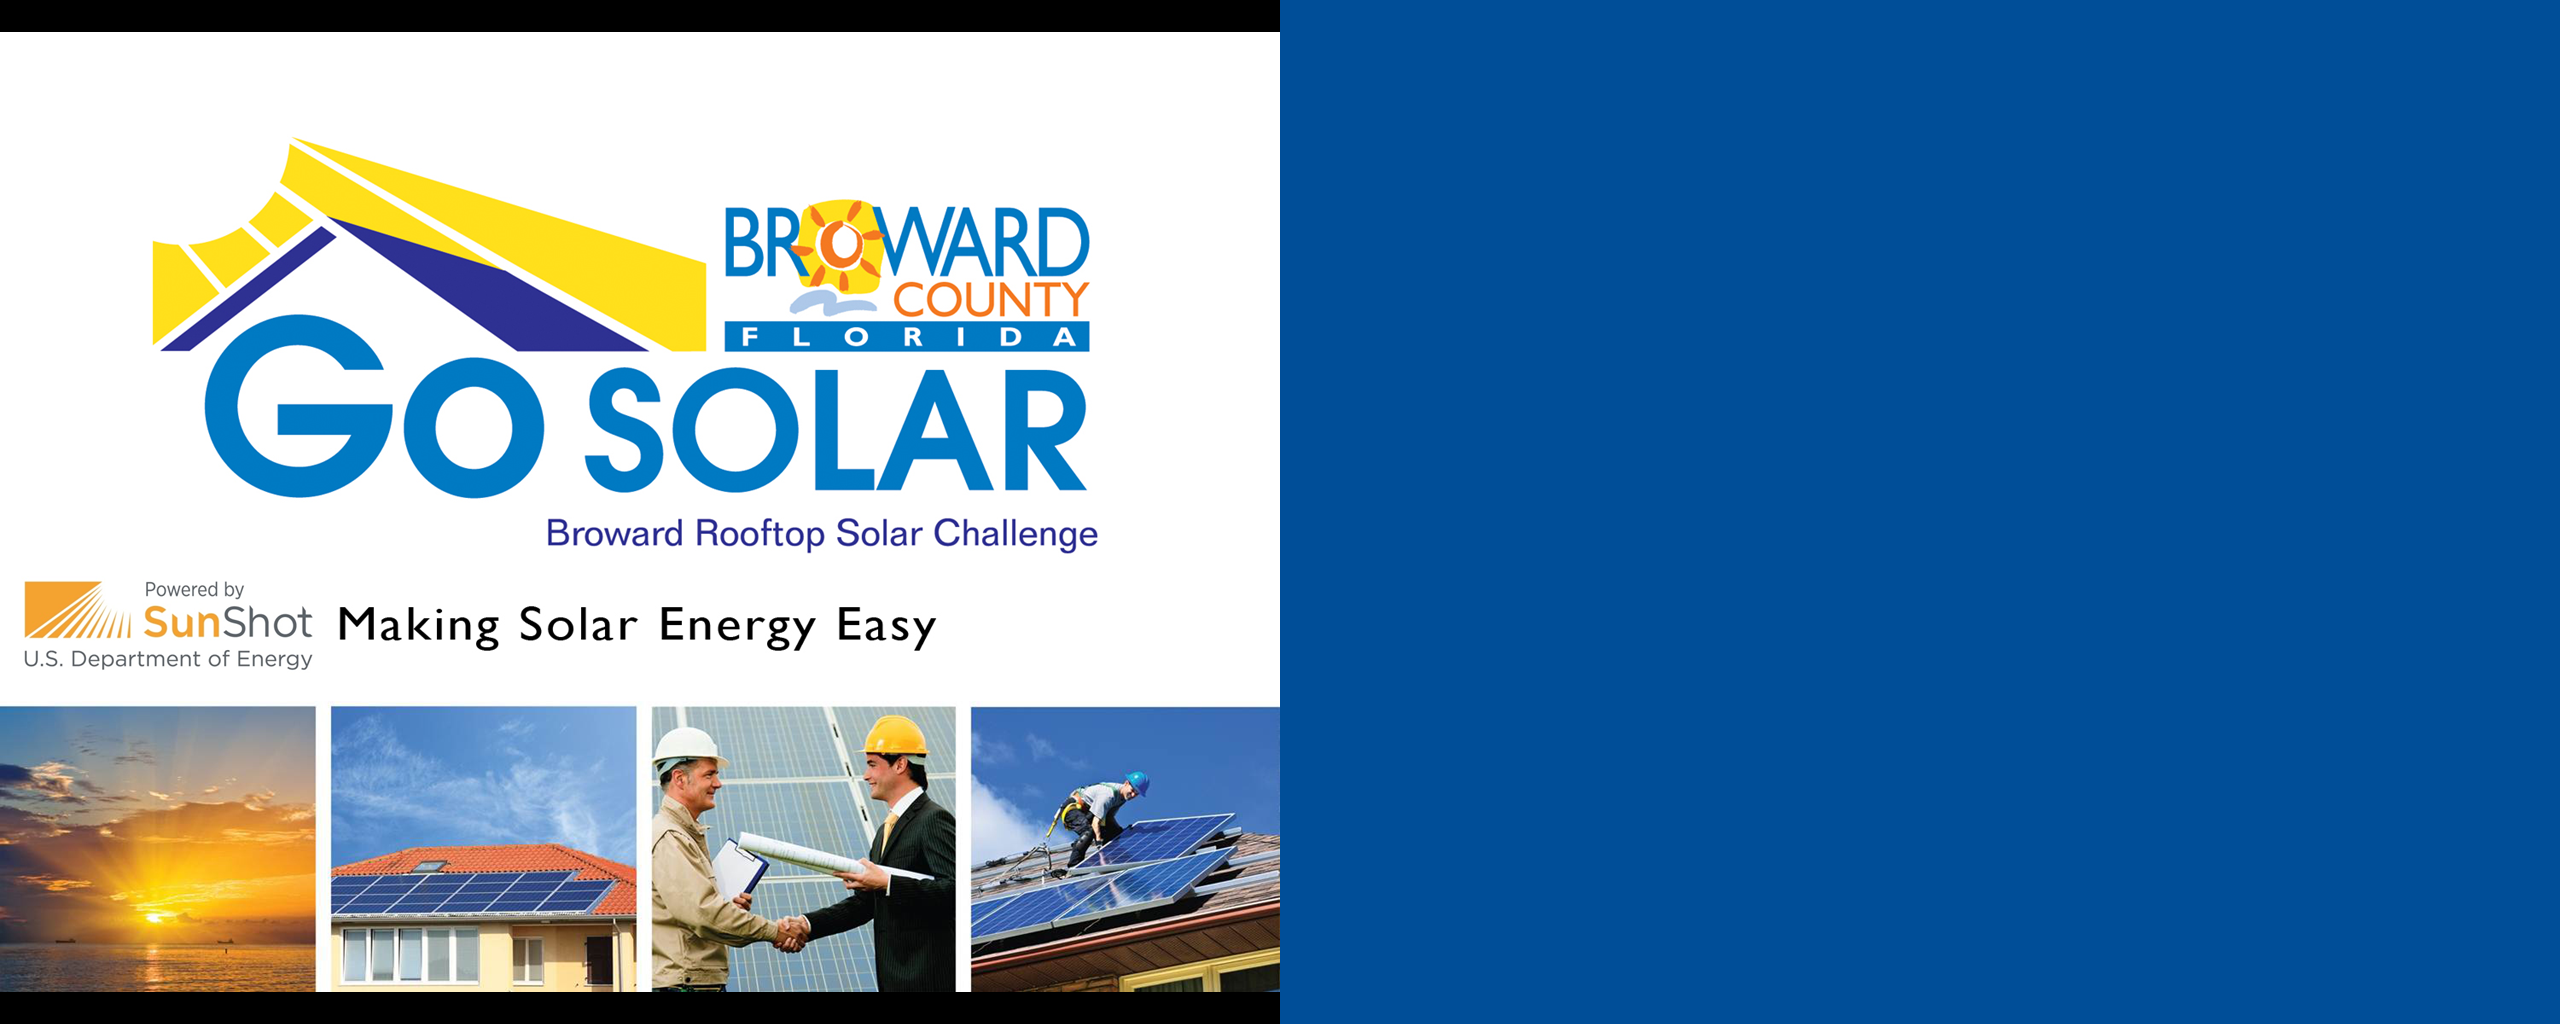 BROWARD
COUNTY
FLORIDA
GO SOLAR
Broward Rooftop Solar Challenge
Powered by
SunShot
U.S. Department of Energy
Making Solar Energy Easy